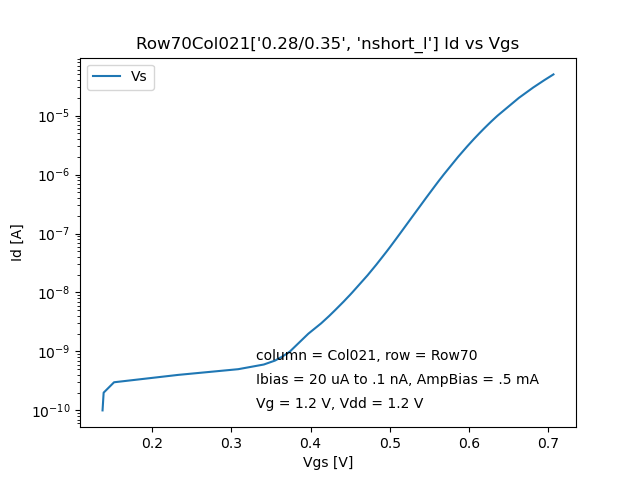 Row70Col021['0.28/0.35', 'nshort_l'] Id vs Vgs
Vs
Id [A]
10⁻⁵
10⁻⁶
10⁻⁷
10⁻⁸
10⁻⁹
10⁻¹⁰
column = Col021, row = Row70
Ibias = 20 uA to .1 nA, AmpBias = .5 mA
Vg = 1.2 V, Vdd = 1.2 V
0.2 0.3 0.4 0.5 0.6 0.7
Vgs [V]